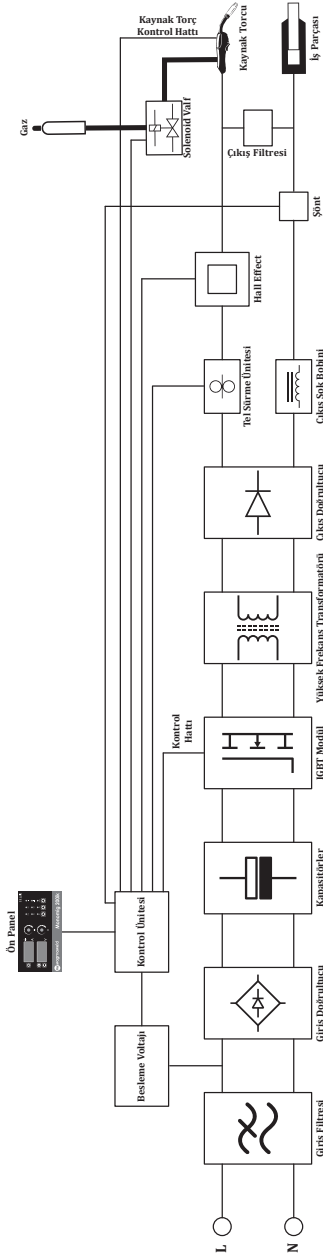 Ön Panel
Besleme Voltajı
Kontrol Ünitesi
Kontrol
Hattı
Gaz
Kaynak Torç
Kontrol Hattı
Solenoid Valf
L
N
Giriş Filtresi
Giriş Doğrultucu
Kapasitörler
IGBT Modül
Yüksek Frekans Transformatörü
Çıkış Doğrultucu
Tel Sürme Ünitesi
Çıkış Şok Bobini
Hall Effect
Şönt
Çıkış Filtresi
Kaynak Torcu
İş Parçası